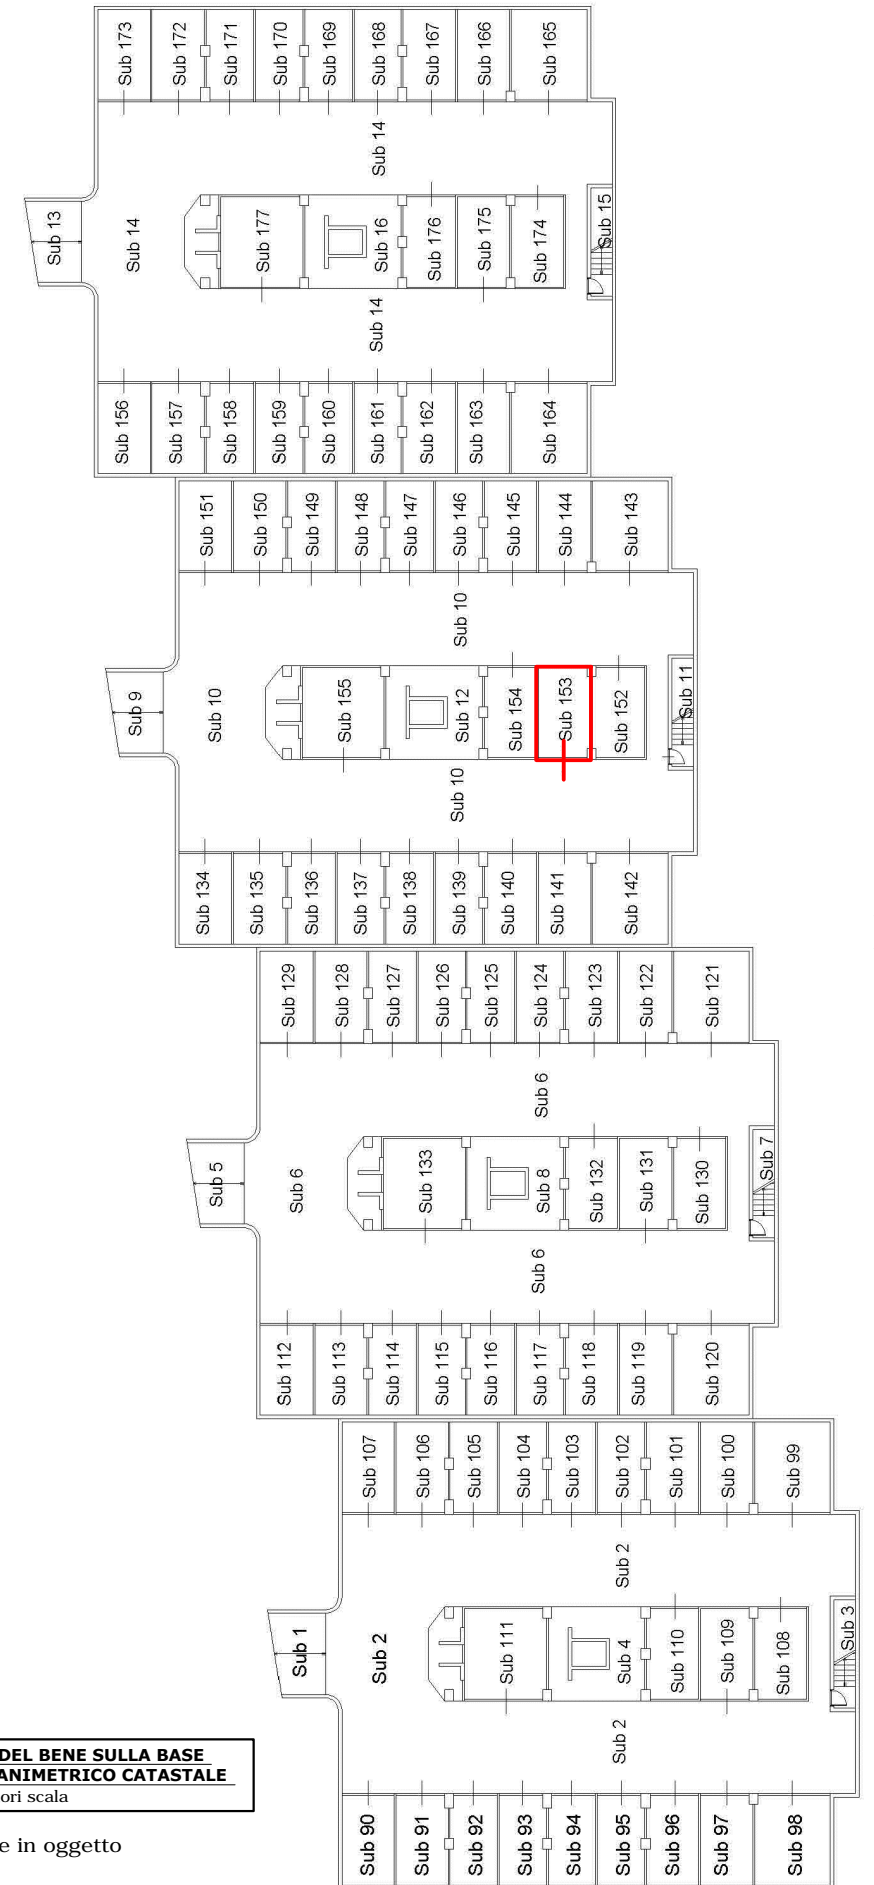 Sub 173
Sub 172
Sub 171
Sub 170
Sub 169
Sub 168
Sub 167
Sub 166
Sub 165
Sub 14
Sub 13
Sub 14
Sub 177
Sub 16
Sub 176
Sub 175
Sub 174
Sub 15
Sub 14
Sub 156
Sub 157
Sub 158
Sub 159
Sub 160
Sub 161
Sub 162
Sub 163
Sub 164
Sub 151
Sub 150
Sub 149
Sub 148
Sub 147
Sub 146
Sub 145
Sub 144
Sub 143
Sub 10
Sub 9
Sub 10
Sub 155
Sub 12
Sub 154
Sub 153
Sub 152
Sub 11
Sub 10
Sub 134
Sub 135
Sub 136
Sub 137
Sub 138
Sub 139
Sub 140
Sub 141
Sub 142
Sub 129
Sub 128
Sub 127
Sub 126
Sub 125
Sub 124
Sub 123
Sub 122
Sub 121
Sub 6
Sub 5
Sub 6
Sub 133
Sub 8
Sub 132
Sub 131
Sub 130
Sub 7
Sub 6
Sub 112
Sub 113
Sub 114
Sub 115
Sub 116
Sub 117
Sub 118
Sub 119
Sub 120
Sub 107
Sub 106
Sub 105
Sub 104
Sub 103
Sub 102
Sub 101
Sub 100
Sub 99
Sub 2
Sub 1
Sub 2
Sub 111
Sub 4
Sub 110
Sub 109
Sub 108
Sub 3
Sub 2
Sub 90
Sub 91
Sub 92
Sub 93
Sub 94
Sub 95
Sub 96
Sub 97
Sub 98
DEL BENE SULLA BASE
ANIMETRICO CATASTALE
ori scala
e in oggetto